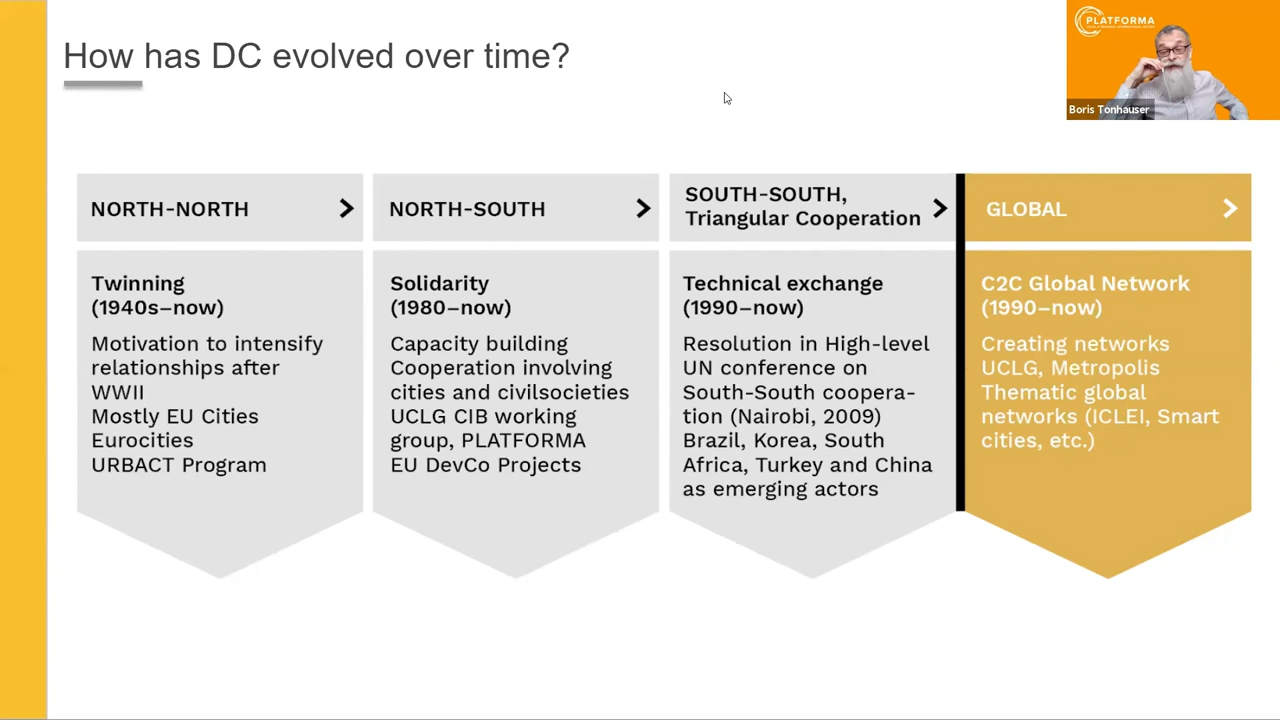 How has DC evolved over time?
PLATFORMA
Boris Tonhauser
NORTH-NORTH
Twinning
(1940s–now)
Motivation to intensify
relationships after
WWII
Mostly EU Cities
Eurocities
URBACT Program
NORTH-SOUTH
Solidarity
(1980–now)
Capacity building
Cooperation involving
cities and civilsocieties
UCLG CIB working
group, PLATFORMA
EU DevCo Projects
SOUTH-SOUTH,
Triangular Cooperation
Technical exchange
(1990–now)
Resolution in High-level
UN conference on
South-South coopera-
tion (Nairobi, 2009)
Brazil, Korea, South
Africa, Turkey and China
as emerging actors
GLOBAL
C2C Global Network
(1990–now)
Creating networks
UCLG, Metropolis
Thematic global
networks (ICLEI, Smart
cities, etc.)